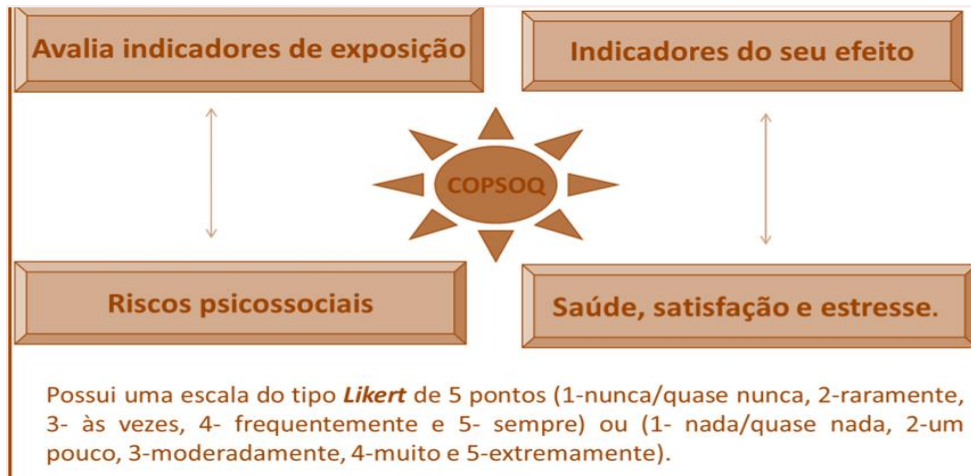 Avalia indicadores de exposição
Indicadores do seu efeito
COPSOQ
Riscos psicossociais
Saúde, satisfação e estresse.
Possui uma escala do tipo Likert de 5 pontos (1-nunca/quase nunca, 2-raramente,
3- às vezes, 4- frequentemente e 5- sempre) ou (1- nada/quase nada, 2-um
pouco, 3-moderadamente, 4-muito e 5-extremamente).